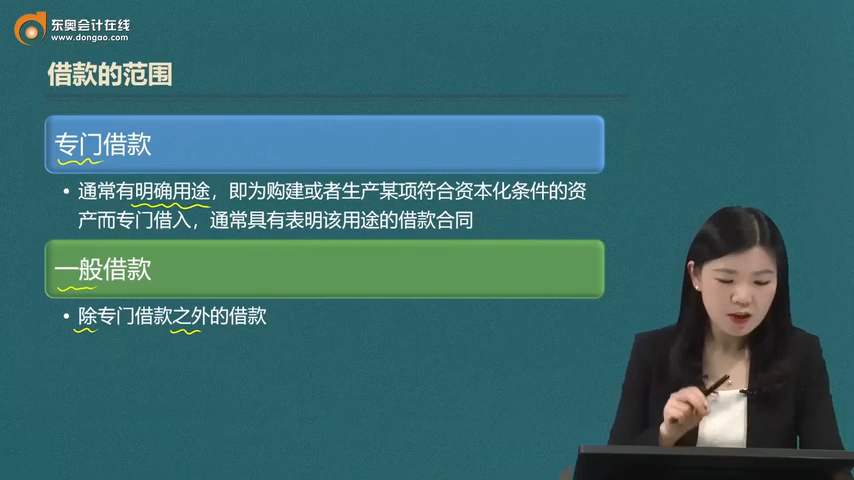 东奥会计在线
www.dongao.com
借款的范围
专门借款
• 通常有明确用途，即为购建或者生产某项符合资本化条件的资
产而专门借入，通常具有表明该用途的借款合同
一般借款
• 除专门借款之外的借款